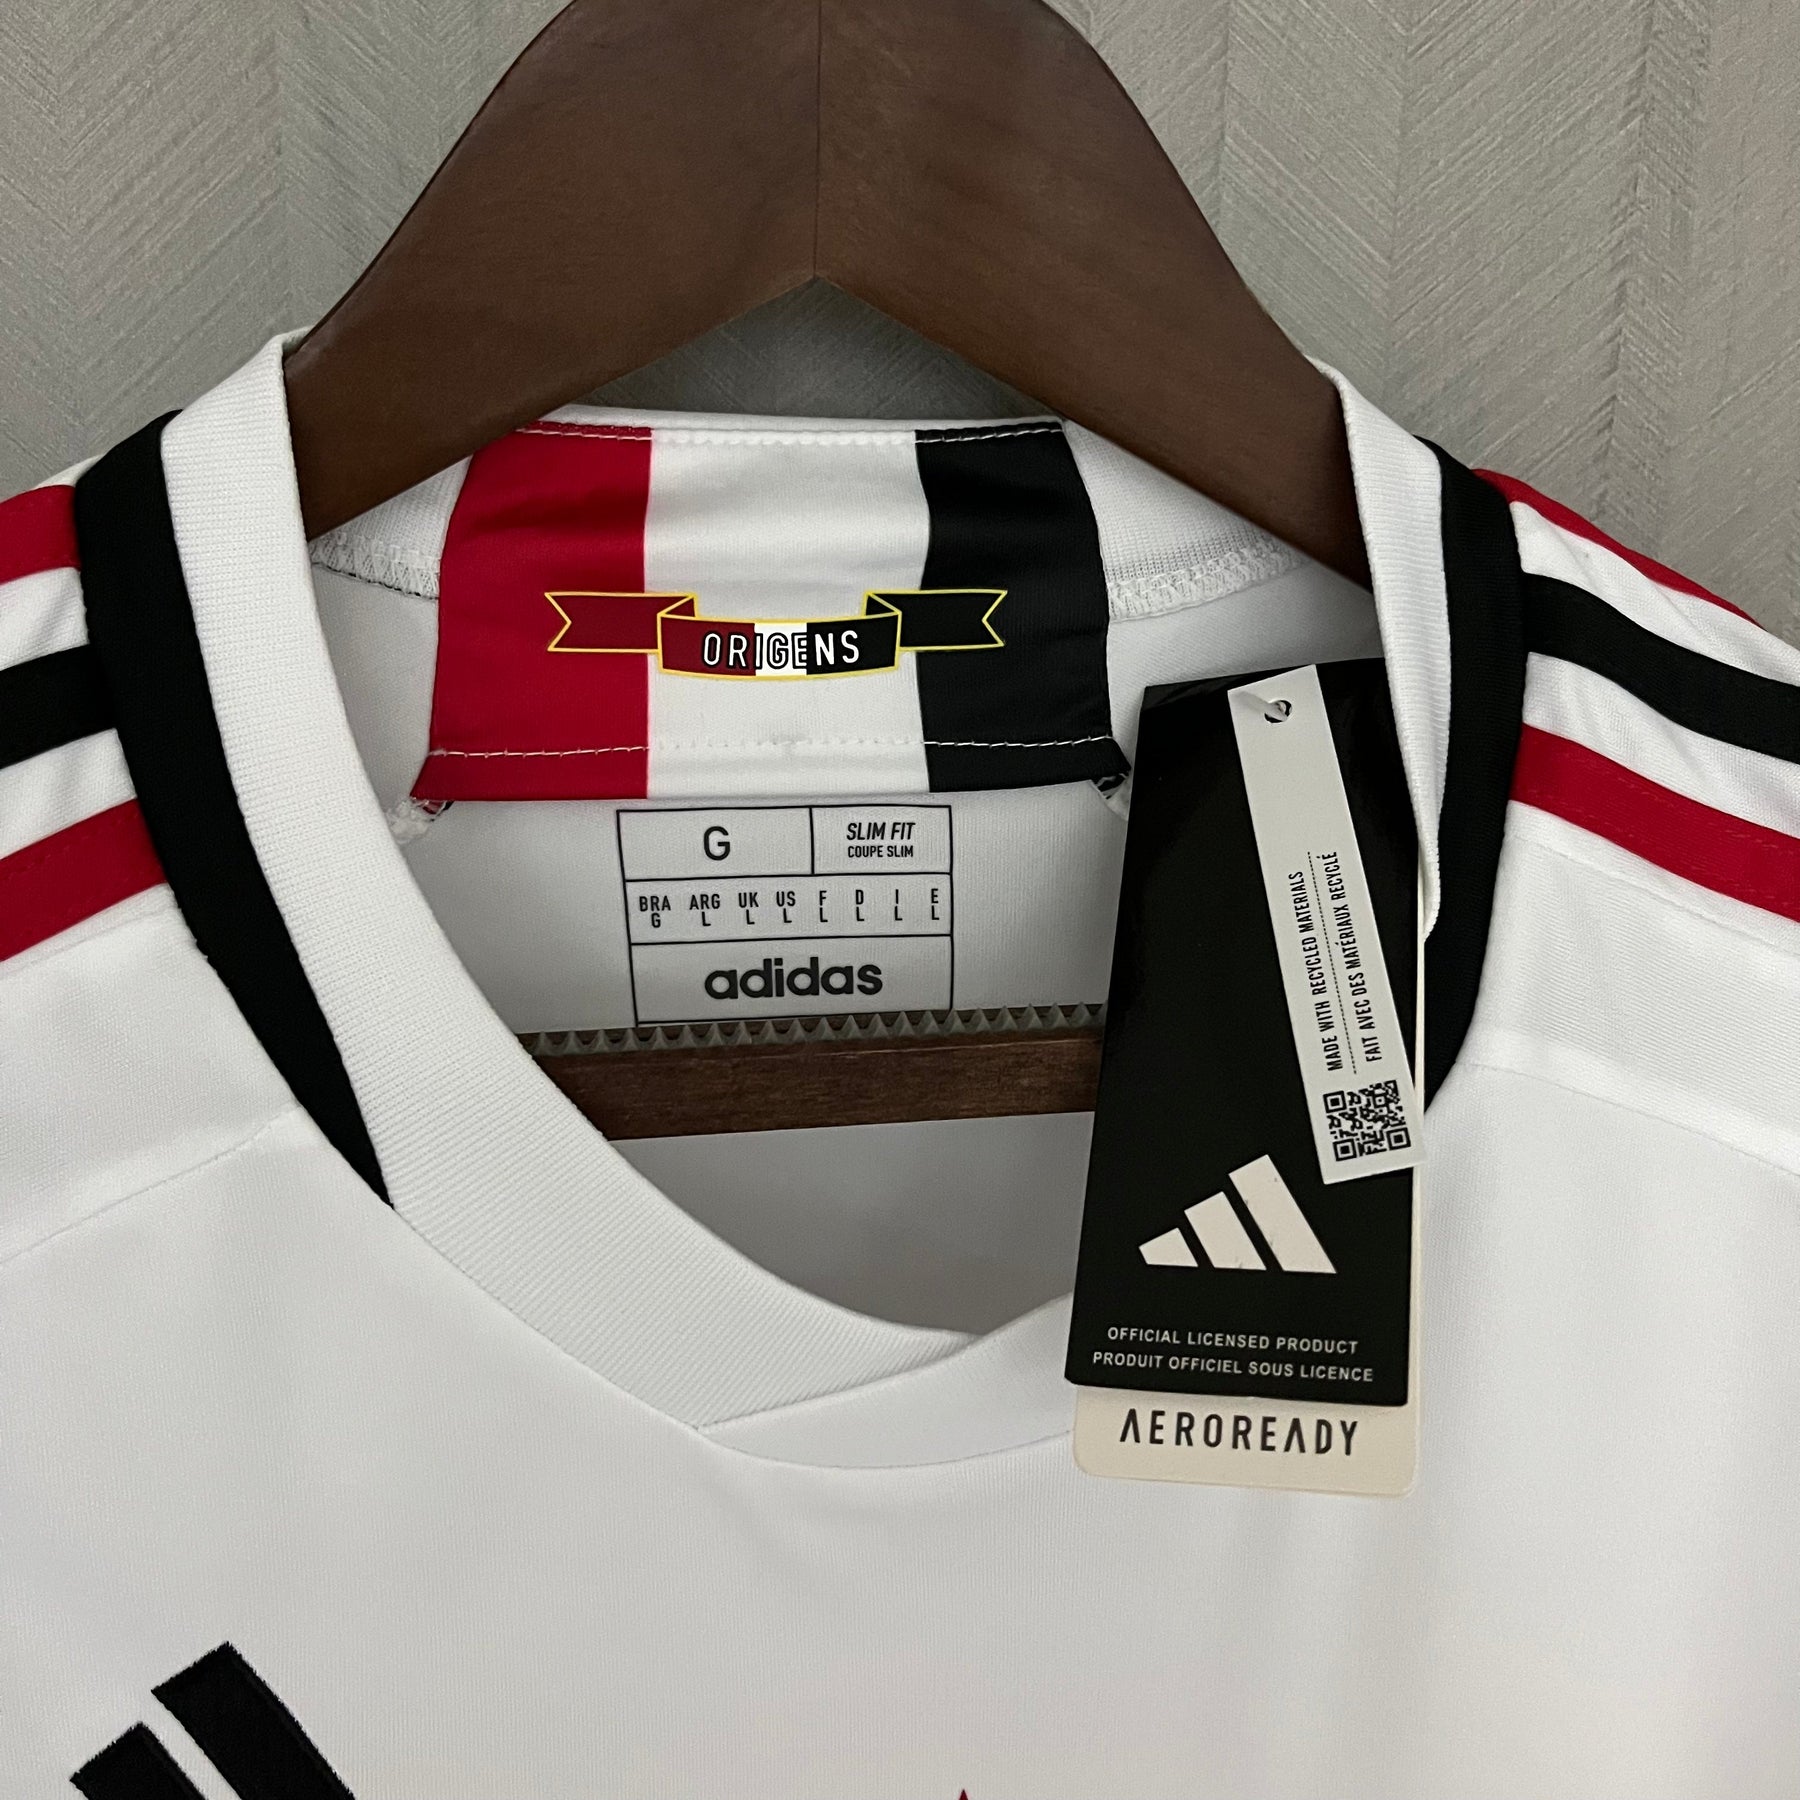 ORIGENS
G
SLIM FIT
COUPE SLIM
BRA ARG UK US F D I E
G L L L L L L L
adidas
MADE WITH RECYCLED MATERIALS
FAIT AVEC DES MATÉRIAUX RECYCLÉ
OFFICIAL LICENSED PRODUCT
PRODUIT OFFICIEL SOUS LICENCE
AEROREADY